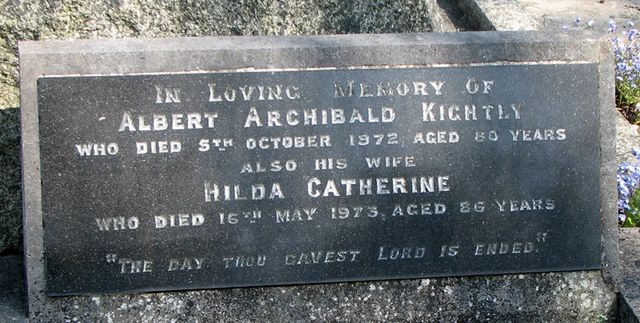 IN LOVING MEMORY OF
ALBERT ARCHIBALD KIGHTLY
WHO DIED 5TH OCTOBER 1972, AGED 80 YEARS
ALSO HIS WIFE
HILDA CATHERINE
WHO DIED 16TH MAY 1973, AGED 86 YEARS
"THE DAY THOU GAVEST LORD IS ENDED."